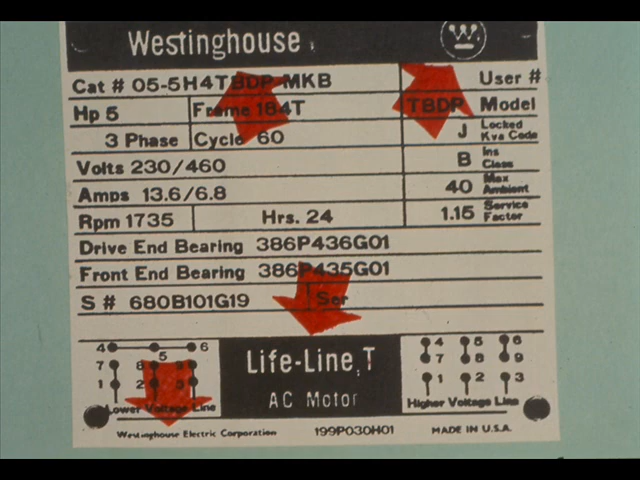 Westinghouse
Cat # 05-5H4TBDP-MKB User #
Hp 5 Frame 184T TBDP Model
3 Phase Cycle 60 J Locked Kva Code
Volts 230/460 B Ins Class
Amps 13.6/6.8 40 Max Ambient
Rpm 1735 Hrs. 24 1.15 Service Factor
Drive End Bearing 386P436G01
Front End Bearing 386P435G01
S # 680B101G19 Ser
4 5 6
7 8 9
1 2 3
Lower Voltage Line
Life-Line, T
AC Motor
4 5 6
7 8 9
1 2 3
Higher Voltage Line
Westinghouse Electric Corporation 199P030H01 MADE IN U.S.A.